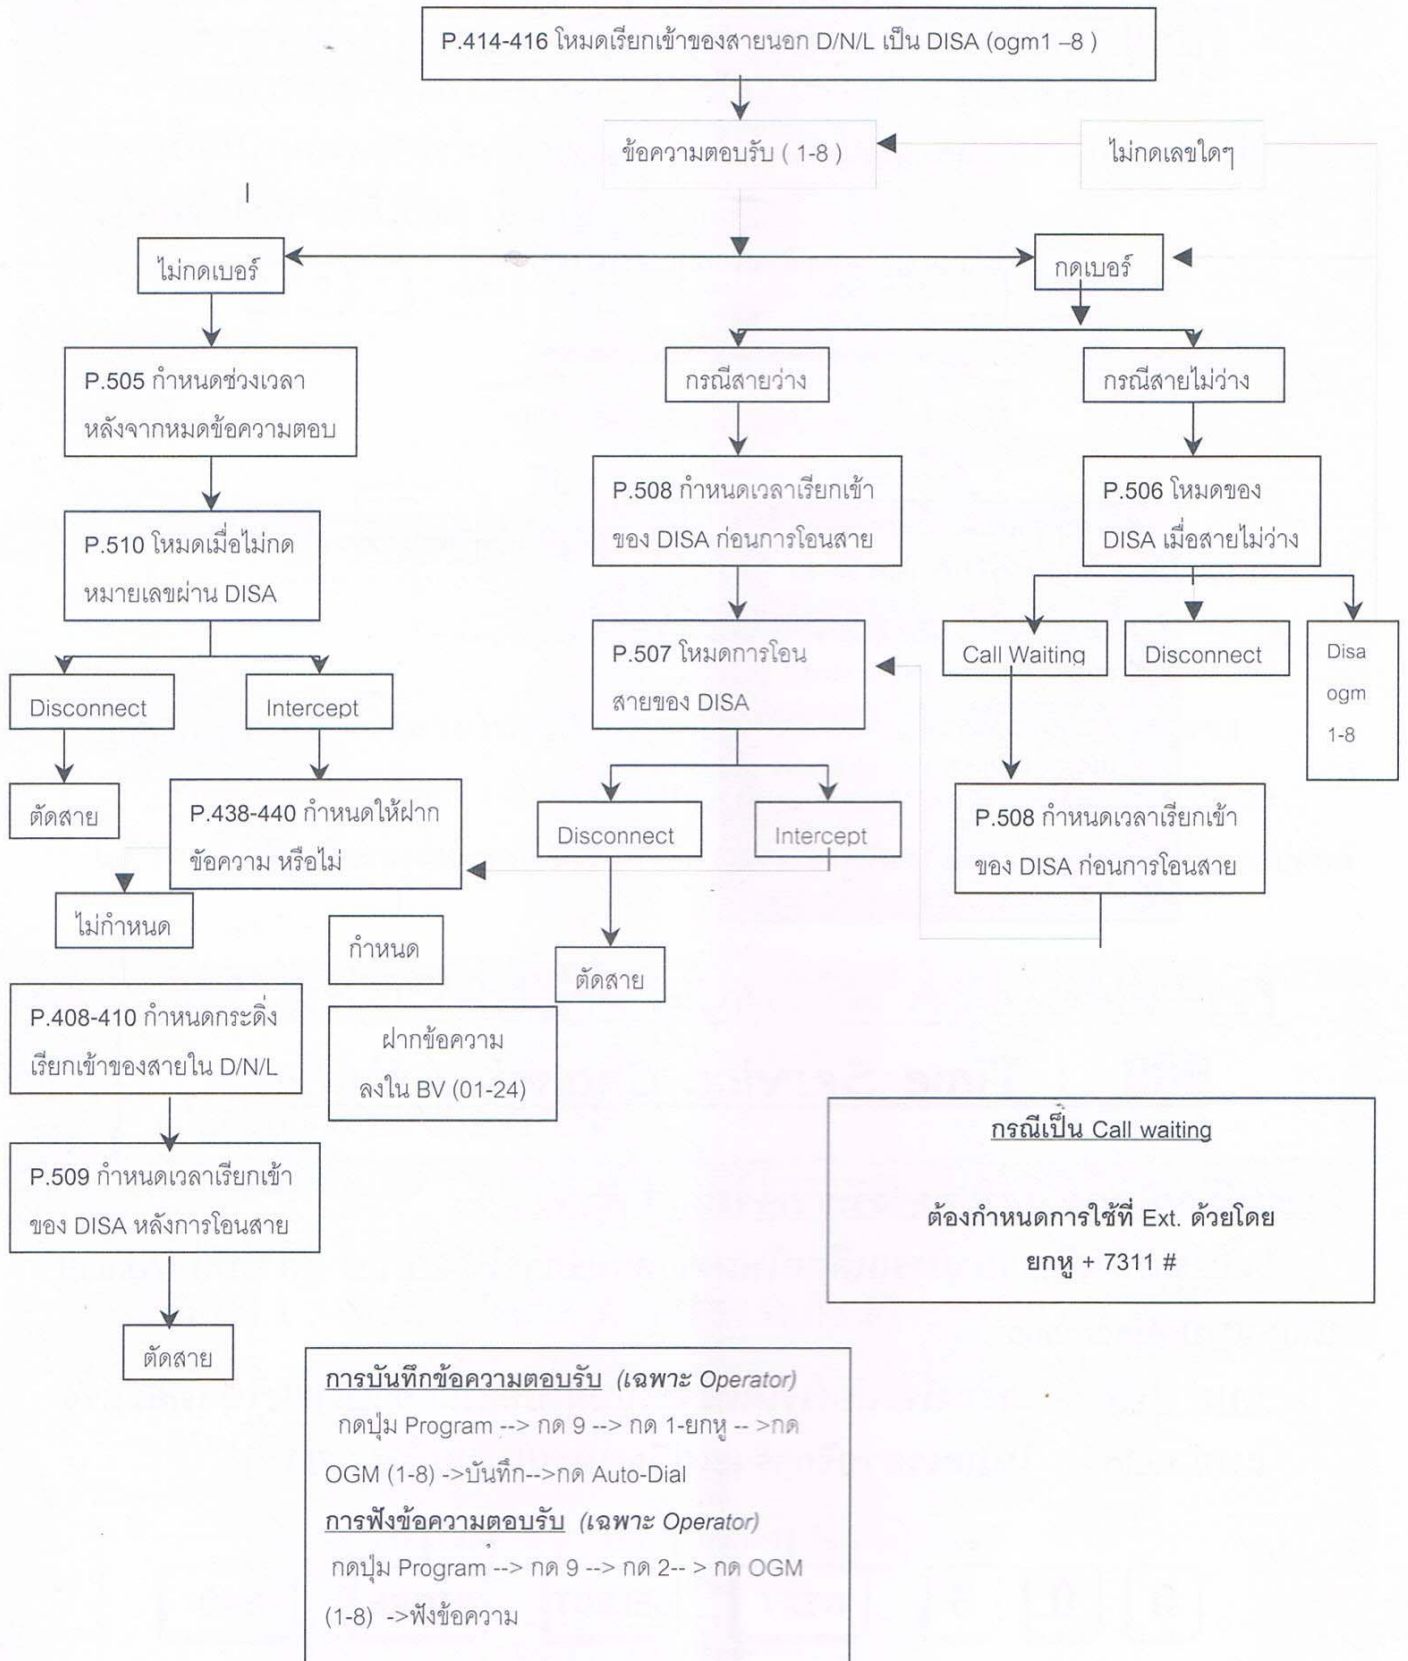 P.414-416 โหมดเรียกเข้าของสายนอก D/N/L เป็น DISA (ogm1 –8 )
ข้อความตอบรับ ( 1-8 )
ไม่กดเลขใดๆ
ไม่กดเบอร์
กดเบอร์
P.505 กำหนดช่วงเวลา
หลังจากหมดข้อความตอบ
กรณีสายว่าง
กรณีสายไม่ว่าง
P.508 กำหนดเวลาเรียกเข้า
ของ DISA ก่อนการโอนสาย
P.506 โหมดของ
DISA เมื่อสายไม่ว่าง
P.510 โหมดเมื่อไม่กด
หมายเลขผ่าน DISA
P.507 โหมดการโอน
สายของ DISA
Call Waiting
Disconnect
Disa
ogm
1-8
Disconnect
Intercept
ตัดสาย
P.438-440 กำหนดให้ฝาก
ข้อความ หรือไม่
Disconnect
Intercept
P.508 กำหนดเวลาเรียกเข้า
ของ DISA ก่อนการโอนสาย
ไม่กำหนด
กำหนด
ตัดสาย
P.408-410 กำหนดกระดิ่ง
เรียกเข้าของสายใน D/N/L
ฝากข้อความ
ลงใน BV (01-24)
P.509 กำหนดเวลาเรียกเข้า
ของ DISA หลังการโอนสาย
กรณีเป็น Call waiting
ต้องกำหนดการใช้ที่ Ext. ด้วยโดย
ยกหู + 7311 #
ตัดสาย
การบันทึกข้อความตอบรับ (เฉพาะ Operator)
กดปุ่ม Program --> กด 9 --> กด 1-ยกหู -- >กด
OGM (1-8) ->บันทึก-->กด Auto-Dial
การฟังข้อความตอบรับ (เฉพาะ Operator)
กดปุ่ม Program --> กด 9 --> กด 2-- > กด OGM
(1-8) ->ฟังข้อความ